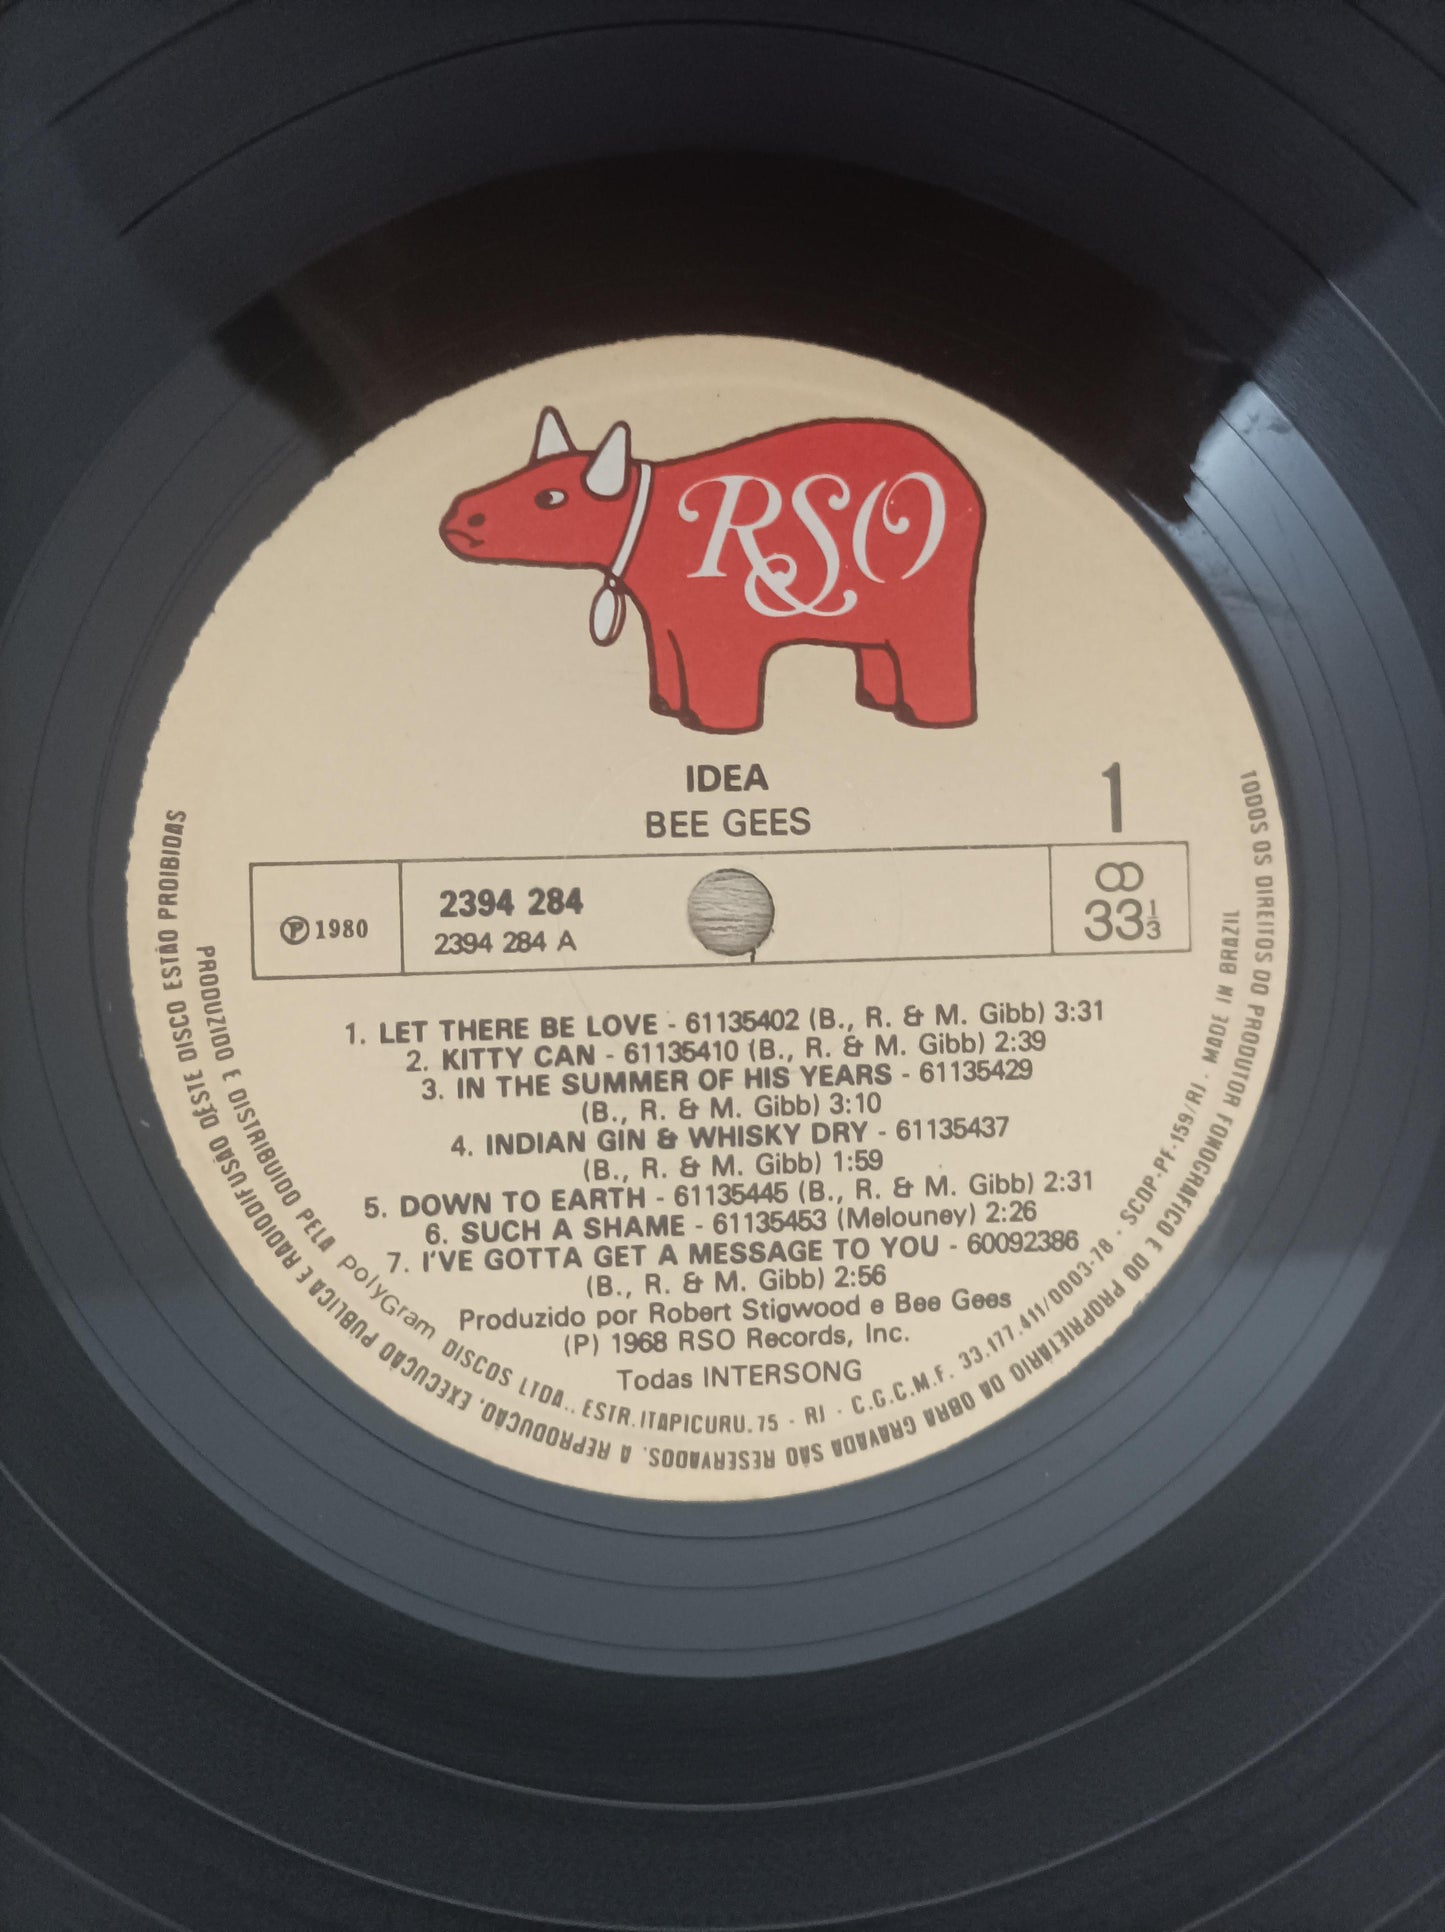 RSO
IDEA
BEE GEES
1
℗ 1980
2394 284
2394 284 A
33 1/3
1. LET THERE BE LOVE - 61135402 (B., R. & M. Gibb) 3:31
2. KITTY CAN - 61135410 (B., R. & M. Gibb) 2:39
3. IN THE SUMMER OF HIS YEARS - 61135429
(B., R. & M. Gibb) 3:10
4. INDIAN GIN & WHISKY DRY - 61135437
(B., R. & M. Gibb) 1:59
5. DOWN TO EARTH - 61135445 (B., R. & M. Gibb) 2:31
6. SUCH A SHAME - 61135453 (Melouney) 2:26
7. I'VE GOTTA GET A MESSAGE TO YOU - 60092386
(B., R. & M. Gibb) 2:56
Produzido por Robert Stigwood e Bee Gees
(P) 1968 RSO Records, Inc.
Todas INTERSONG
PRODUZIDO E DISTRIBUIDO PELA polyGram DISCOS LTDA.. ESTR. ITAPICURU. 75 - RJ - C.G.C.M.F. 33.177.411/0003-78 - SCDP.PF.159/RJ. MADE IN BRAZIL
TODOS OS DIREITOS DO PRODUTOR FONOGRAFICO E DO PROPRIETARIO DA OBRA GRAVADA SÃO RESERVADOS. A REPRODUÇÃO, EXECUÇÃO PUBLICA E RADIODIFUSÃO DESTE DISCO ESTÃO PROIBIDAS